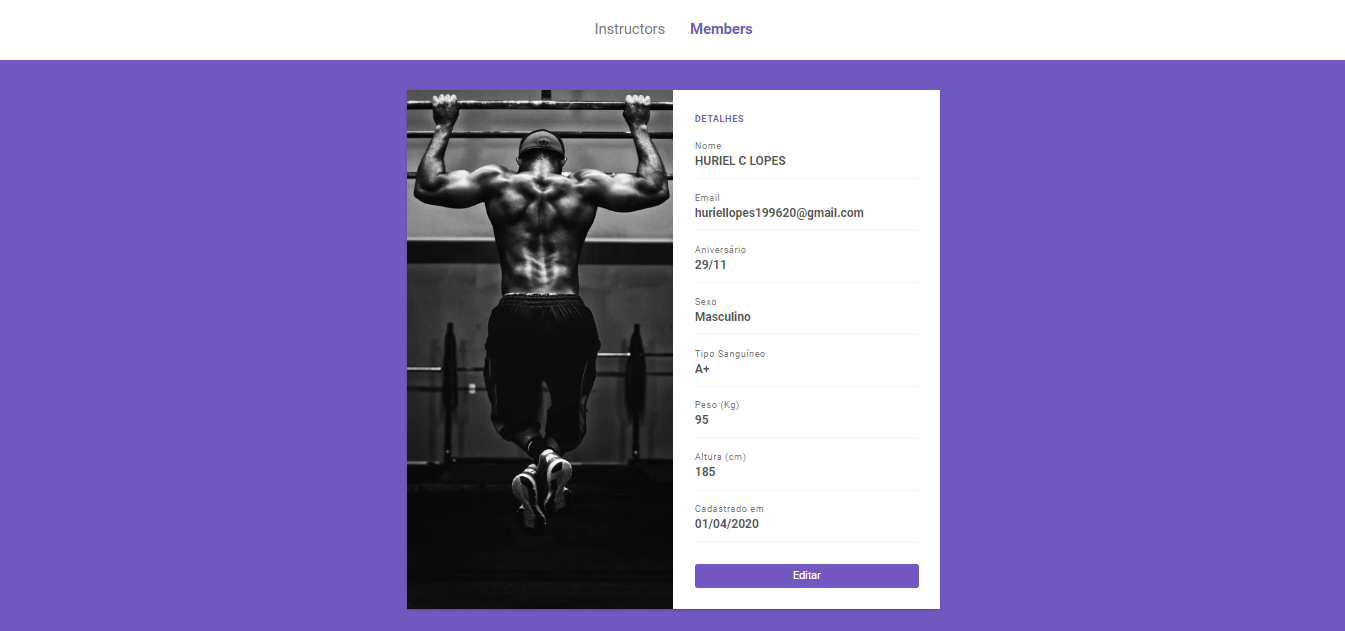 Instructors Members
DETALHES
Nome
HURIEL C LOPES
Email
huriellopes199620@gmail.com
Aniversário
29/11
Sexo
Masculino
Tipo Sanguíneo
A+
Peso (Kg)
95
Altura (cm)
185
Cadastrado em
01/04/2020
Editar